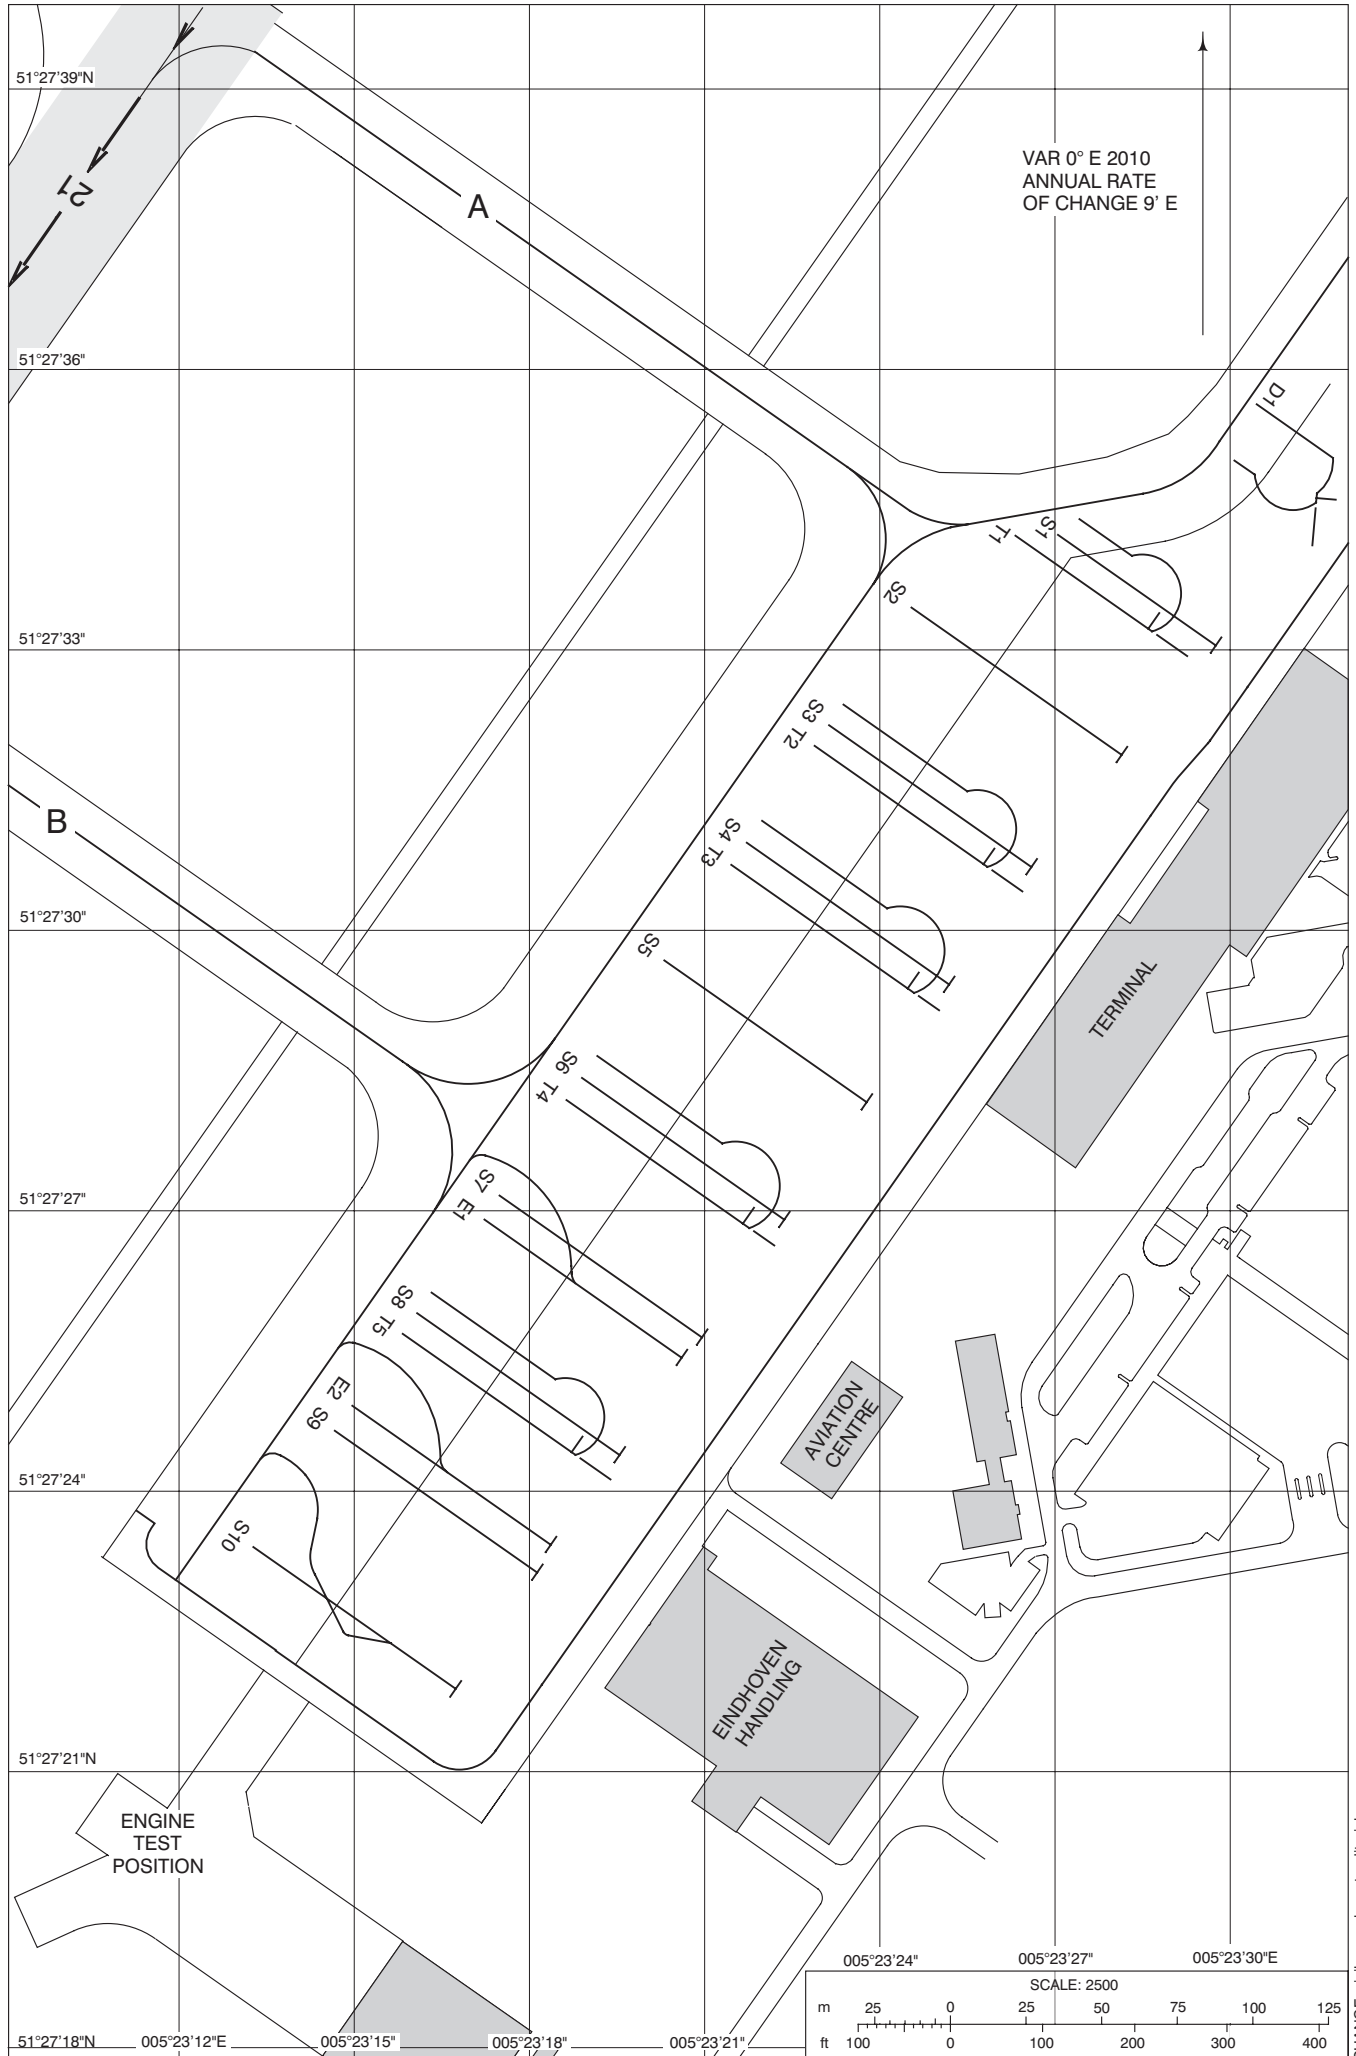 51°27'39"N
21
A
VAR 0° E 2010
ANNUAL RATE
OF CHANGE 9' E
51°27'36"
D1
S1
T1
S2
51°27'33"
S3
T2
B
S4
T3
51°27'30"
S5
TERMINAL
S6
T4
S7
E1
51°27'27"
S8
T5
E2
S9
AVIATION
CENTRE
51°27'24"
S10
EINDHOVEN
HANDLING
51°27'21"N
ENGINE
TEST
POSITION
005°23'24"
005°23'27"
005°23'30"E
SCALE: 2500
m 25 0 25 50 75 100 125
ft 100 0 100 200 300 400
51°27'18"N
005°23'12"E
005°23'15"
005°23'18"
005°23'21"